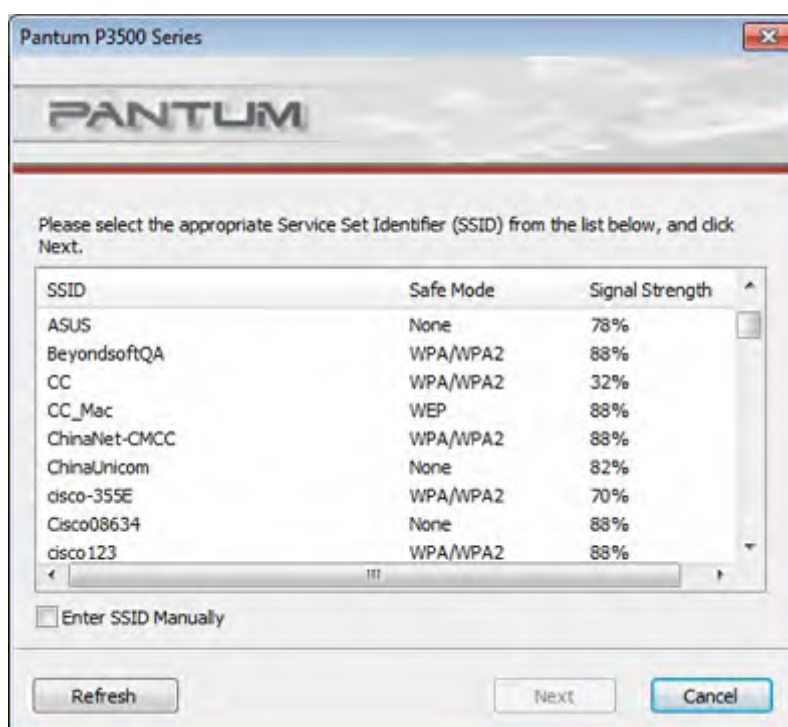 Pantum P3500 Series
PANTUM
Please select the appropriate Service Set Identifier (SSID) from the list below, and click
Next.
SSID Safe Mode Signal Strength
ASUS None 78%
BeyondsoftQA WPA/WPA2 88%
CC WPA/WPA2 32%
CC_Mac WEP 88%
ChinaNet-CMCC WPA/WPA2 88%
ChinaUnicom None 82%
cisco-355E WPA/WPA2 70%
Cisco08634 None 88%
cisco123 WPA/WPA2 88%
Enter SSID Manually
Refresh Next Cancel